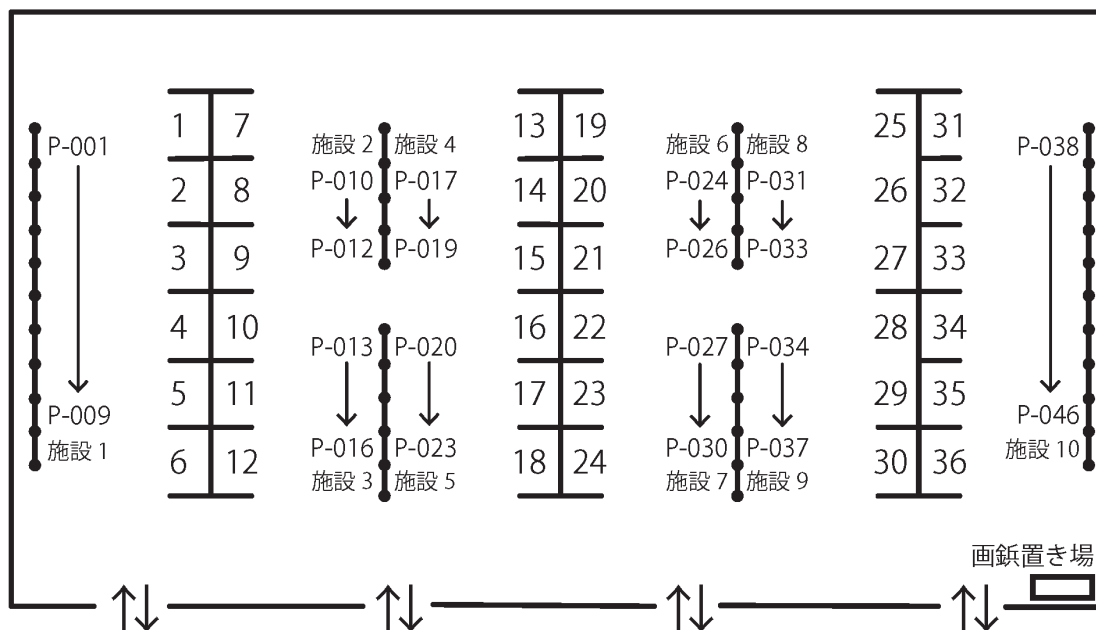 P-001
P-009
施設 1
1 7
2 8
3 9
4 10
5 11
6 12
施設 2 施設 4
P-010 P-017
P-012 P-019
P-013 P-020
P-016 P-023
施設 3 施設 5
13 19
14 20
15 21
16 22
17 23
18 24
施設 6 施設 8
P-024 P-031
P-026 P-033
P-027 P-034
P-030 P-037
施設 7 施設 9
25 31
26 32
27 33
28 34
29 35
30 36
P-038
P-046
施設 10
画鋲置き場